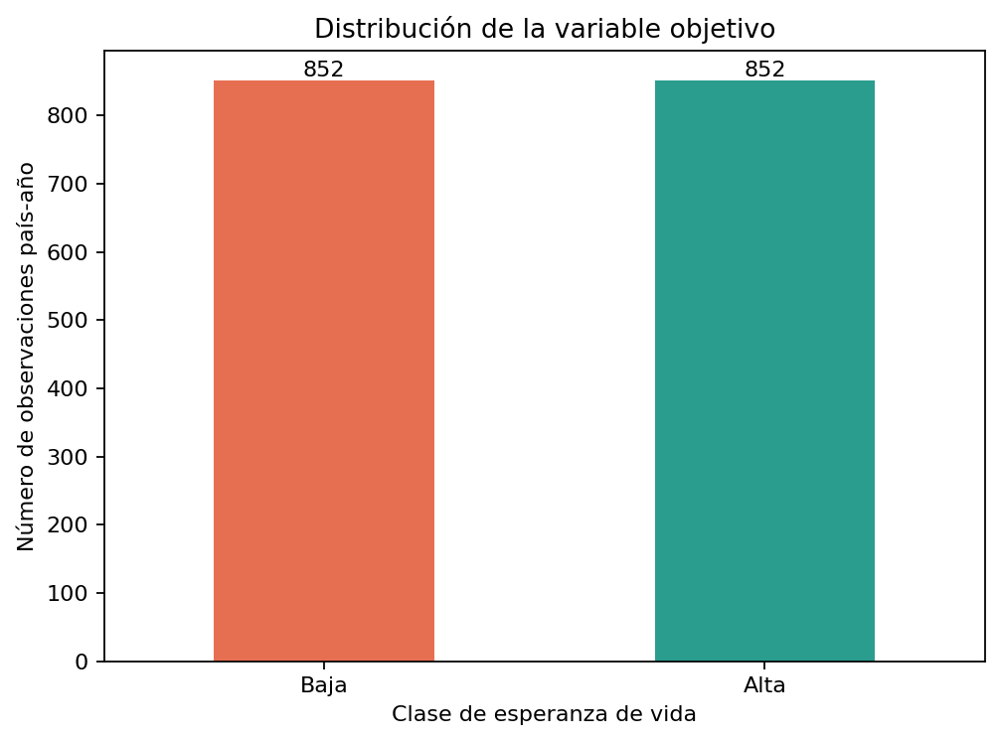 Distribución de la variable objetivo
852
852
Número de observaciones país-año
800
700
600
500
400
300
200
100
0
Baja
Alta
Clase de esperanza de vida